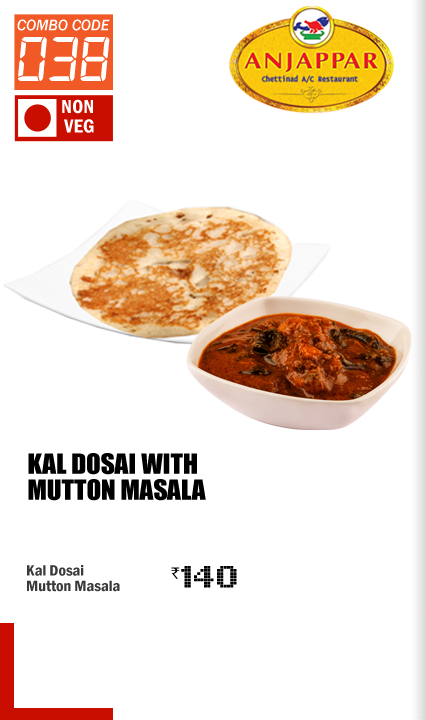 COMBO CODE
038
NON
VEG
ANJAPPAR
Chettinad A/C Restaurant
KAL DOSAI WITH
MUTTON MASALA
Kal Dosai
Mutton Masala
₹140